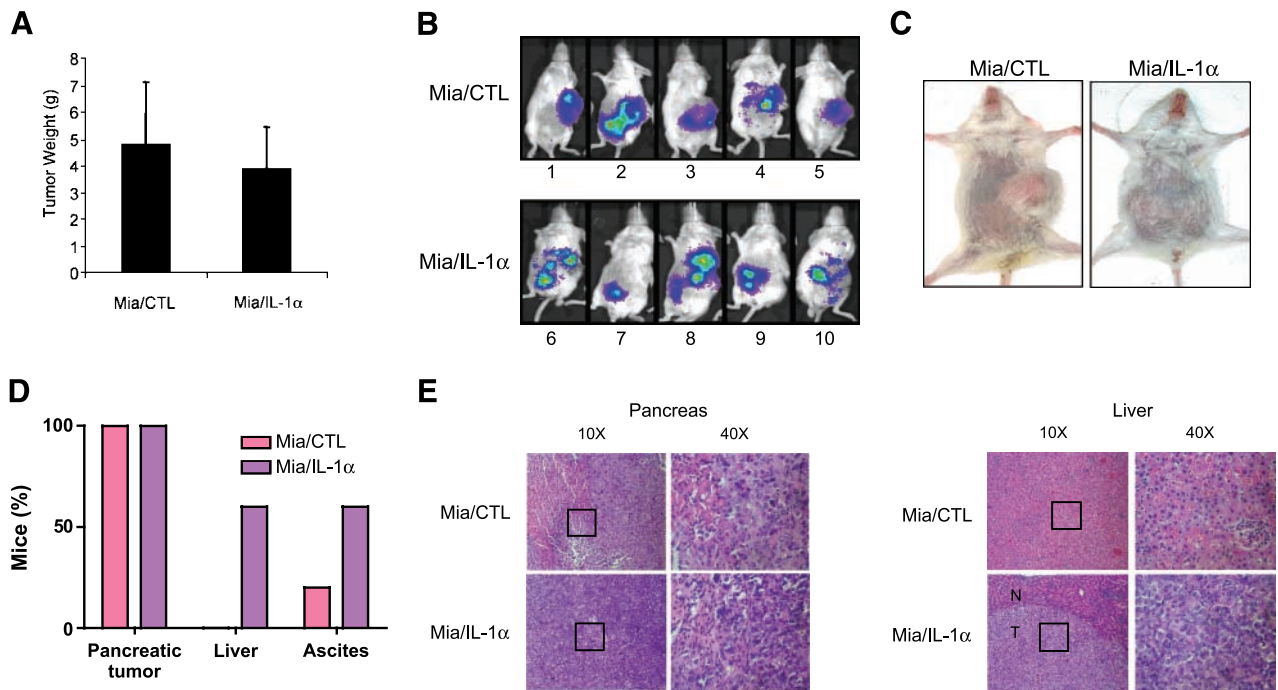 A
Tumor Weight (g)
8
7
6
5
4
3
2
1
0
Mia/CTL
Mia/IL-1α
B
Mia/CTL
1
2
3
4
5
Mia/IL-1α
6
7
8
9
10
C
Mia/CTL
Mia/IL-1α
D
Mice (%)
100
50
0
Mia/CTL
Mia/IL-1α
Pancreatic
tumor
Liver
Ascites
E
Pancreas
10X
40X
Mia/CTL
Mia/IL-1α
Liver
10X
40X
Mia/CTL
Mia/IL-1α
N
T